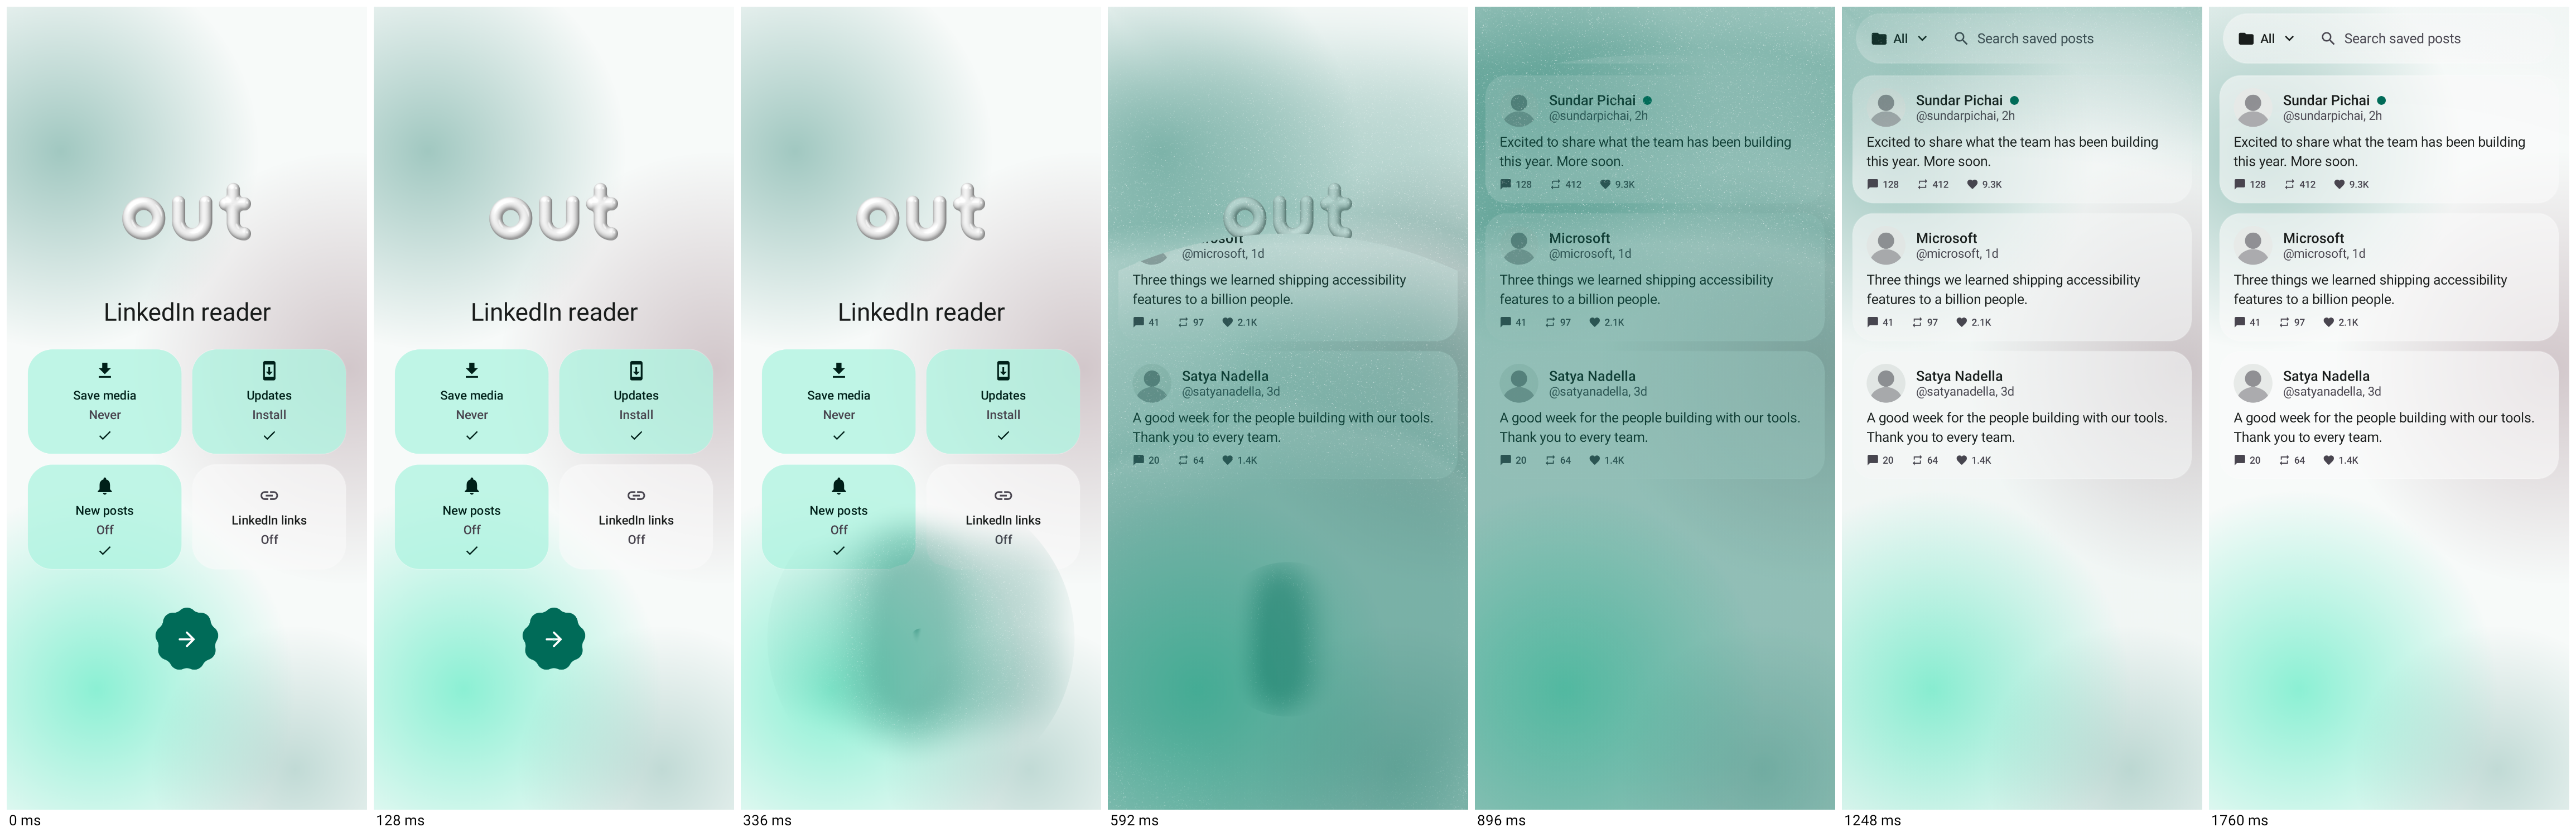 out
LinkedIn reader
Save media
Never
Updates
Install
New posts
Off
LinkedIn links
Off
0 ms
out
LinkedIn reader
Save media
Never
Updates
Install
New posts
Off
LinkedIn links
Off
128 ms
out
LinkedIn reader
Save media
Never
Updates
Install
New posts
Off
LinkedIn links
Off
336 ms
out
@microsoft, 1d
Three things we learned shipping accessibility
features to a billion people.
41 97 2.1K
Satya Nadella
@satyanadella, 3d
A good week for the people building with our tools.
Thank you to every team.
20 64 1.4K
592 ms
Sundar Pichai
@sundarpichai, 2h
Excited to share what the team has been building
this year. More soon.
128 412 9.3K
Microsoft
@microsoft, 1d
Three things we learned shipping accessibility
features to a billion people.
41 97 2.1K
Satya Nadella
@satyanadella, 3d
A good week for the people building with our tools.
Thank you to every team.
20 64 1.4K
896 ms
All Search saved posts
Sundar Pichai
@sundarpichai, 2h
Excited to share what the team has been building
this year. More soon.
128 412 9.3K
Microsoft
@microsoft, 1d
Three things we learned shipping accessibility
features to a billion people.
41 97 2.1K
Satya Nadella
@satyanadella, 3d
A good week for the people building with our tools.
Thank you to every team.
20 64 1.4K
1248 ms
All Search saved posts
Sundar Pichai
@sundarpichai, 2h
Excited to share what the team has been building
this year. More soon.
128 412 9.3K
Microsoft
@microsoft, 1d
Three things we learned shipping accessibility
features to a billion people.
41 97 2.1K
Satya Nadella
@satyanadella, 3d
A good week for the people building with our tools.
Thank you to every team.
20 64 1.4K
1760 ms